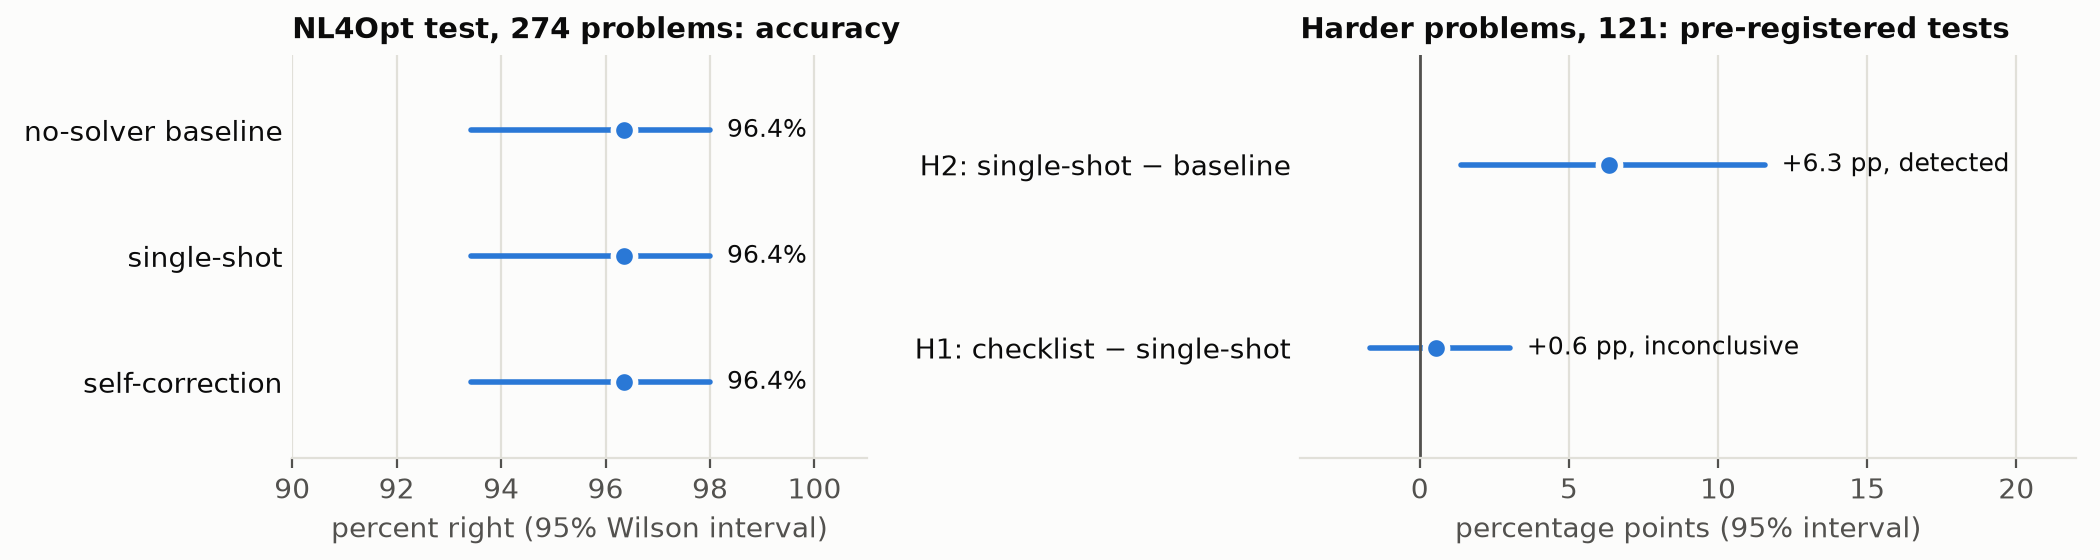 NL4Opt test, 274 problems: accuracy
no-solver baseline
96.4%
single-shot
96.4%
self-correction
96.4%
90 92 94 96 98 100
percent right (95% Wilson interval)
Harder problems, 121: pre-registered tests
H2: single-shot − baseline
+6.3 pp, detected
H1: checklist − single-shot
+0.6 pp, inconclusive
0 5 10 15 20
percentage points (95% interval)